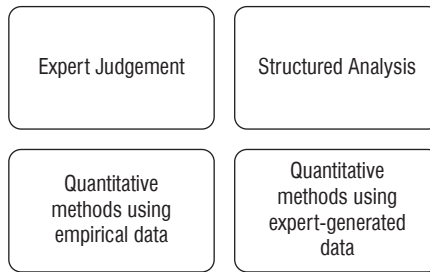 Expert Judgement
Structured Analysis
Quantitative
methods using
empirical data
Quantitative
methods using
expert-generated
data